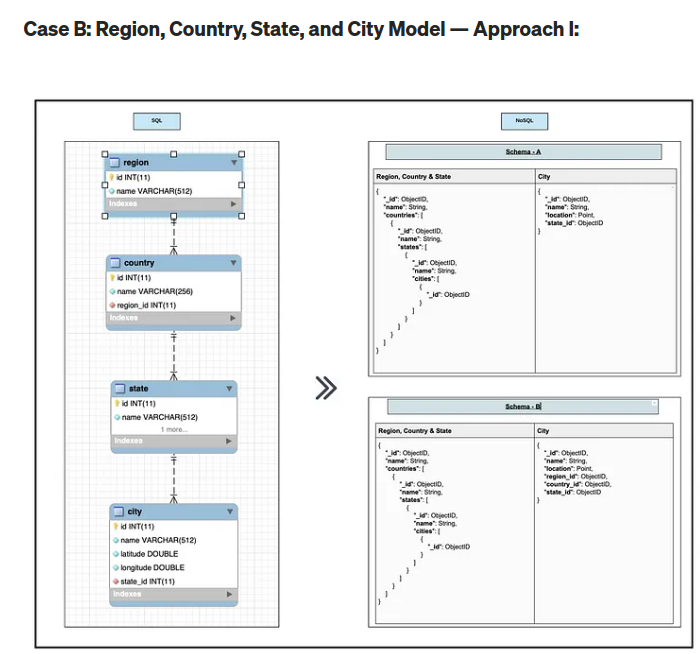 Case B: Region, Country, State, and City Model — Approach I:
SQL
region
id INT(11)
name VARCHAR(512)
Indexes
country
id INT(11)
name VARCHAR(256)
region_id INT(11)
Indexes
state
id INT(11)
name VARCHAR(512)
1 more...
Indexes
city
id INT(11)
name VARCHAR(512)
latitude DOUBLE
longitude DOUBLE
state_id INT(11)
Indexes
NoSQL
Schema - A
Region, Country & State
{
"_id": ObjectID,
"name": String,
"countries": [
{
"_id": ObjectID,
"name": String,
"states": [
{
"_id": ObjectID,
"name": String,
"cities": [
{
"_id": ObjectID
}
]
}
]
}
]
}
City
{
"_id": ObjectID,
"name": String,
"location": Point,
"state_id": ObjectID
}
Schema - B
Region, Country & State
{
"_id": ObjectID,
"name": String,
"countries": [
{
"_id": ObjectID,
"name": String,
"states": [
{
"_id": ObjectID,
"name": String,
"cities": [
{
"_id": ObjectID
}
]
}
]
}
]
}
City
{
"_id": ObjectID,
"name": String,
"location": Point,
"region_id": ObjectID,
"country_id": ObjectID,
"state_id": ObjectID
}